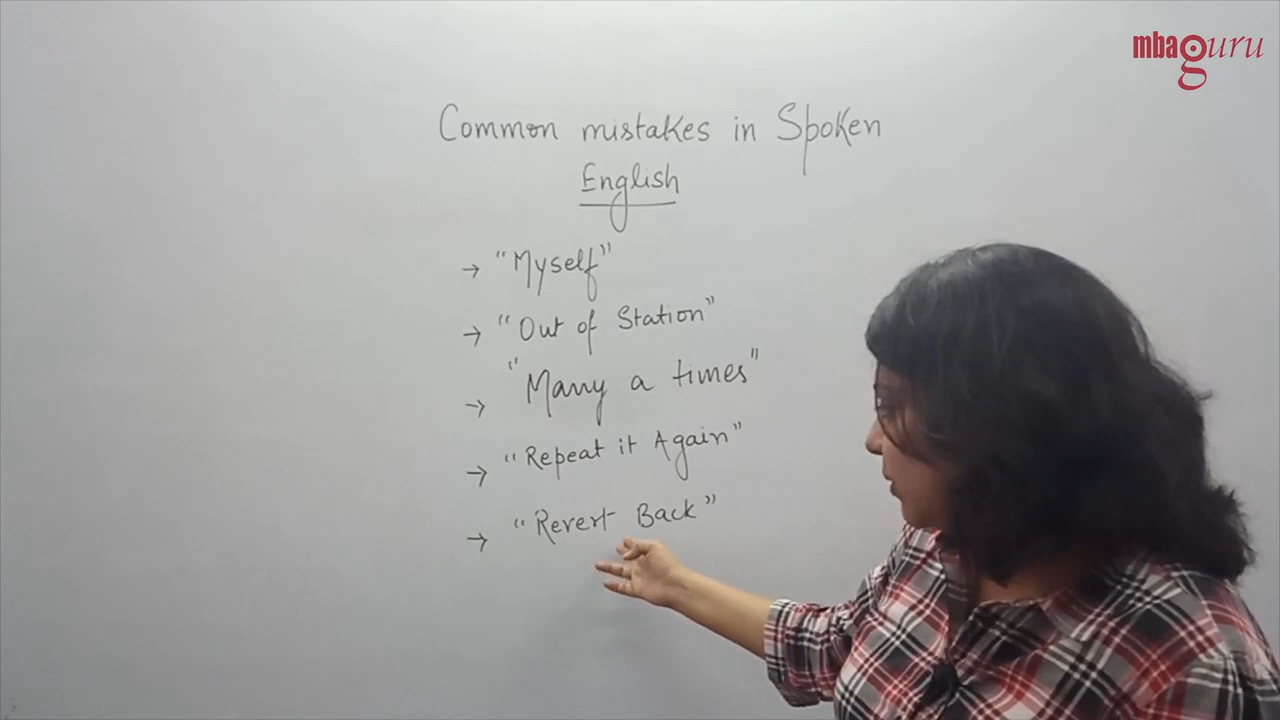 mbaguru
Common mistakes in Spoken
English
→ "Myself"
→ "Out of Station"
→ "Many a times"
→ "Repeat it Again"
→ "Revert Back"